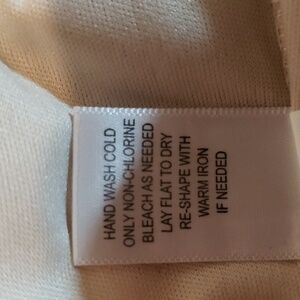 HAND WASH COLD
ONLY NON-CHLORINE
BLEACH AS NEEDED
LAY FLAT TO DRY
RE-SHAPE WITH
WARM IRON
IF NEEDED